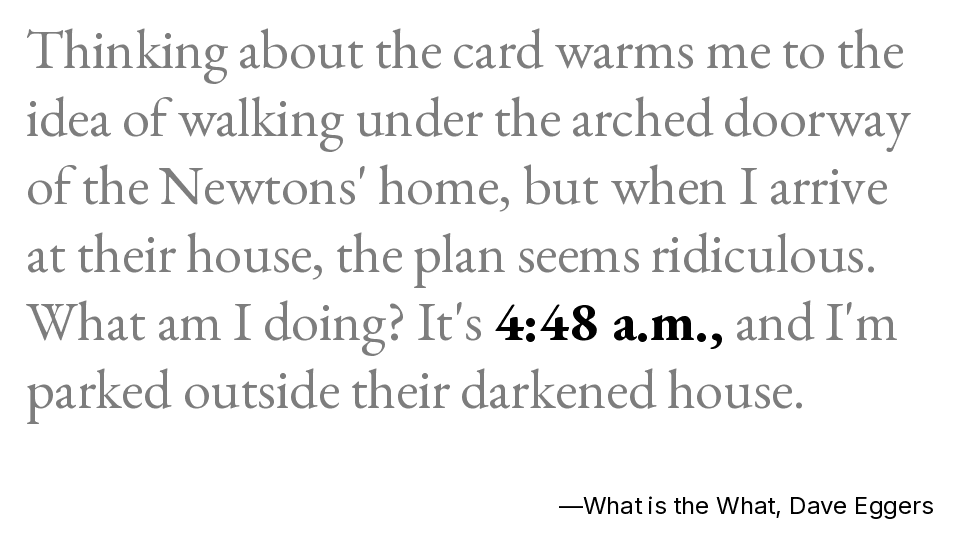 Thinking about the card warms me to the
idea of walking under the arched doorway
of the Newtons' home, but when I arrive
at their house, the plan seems ridiculous.
What am I doing? It's 4:48 a.m., and I'm
parked outside their darkened house.
—What is the What, Dave Eggers